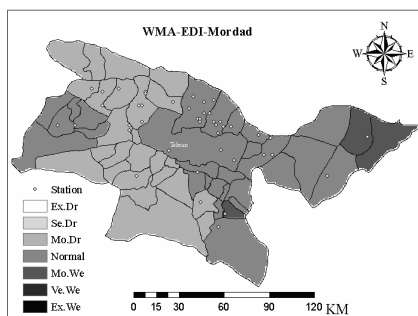 WMA-EDI-Mordad
N
W E
S
Tehran
Station
Ex.Dr
Se.Dr
Mo.Dr
Normal
Mo.We
Ve.We
Ex.We
0 15 30 60 90 120
KM